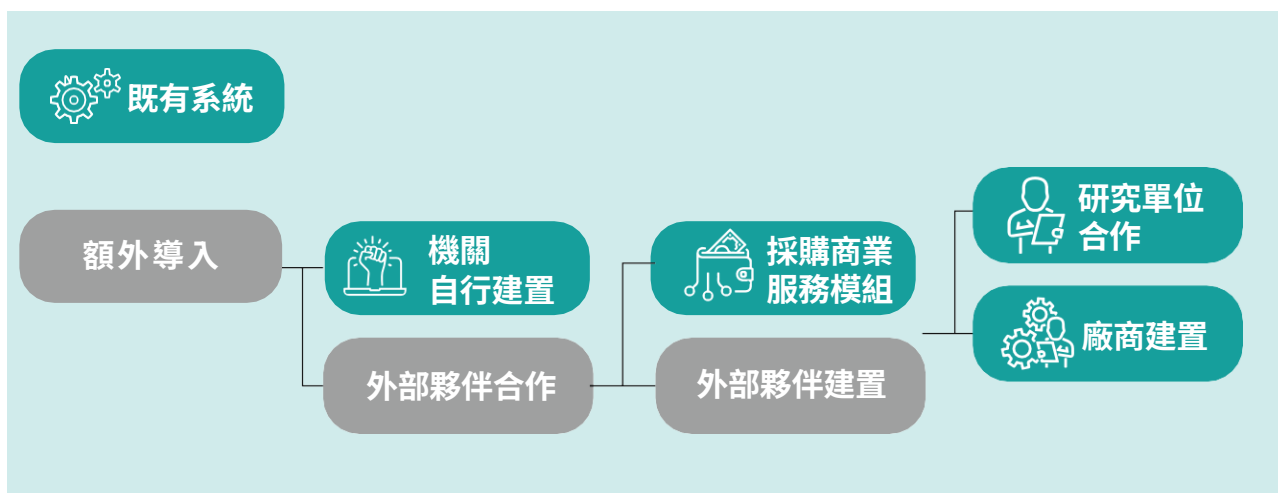 既有系統
額外導入
機關
自行建置
外部夥伴合作
採購商業
服務模組
外部夥伴建置
研究單位
合作
廠商建置